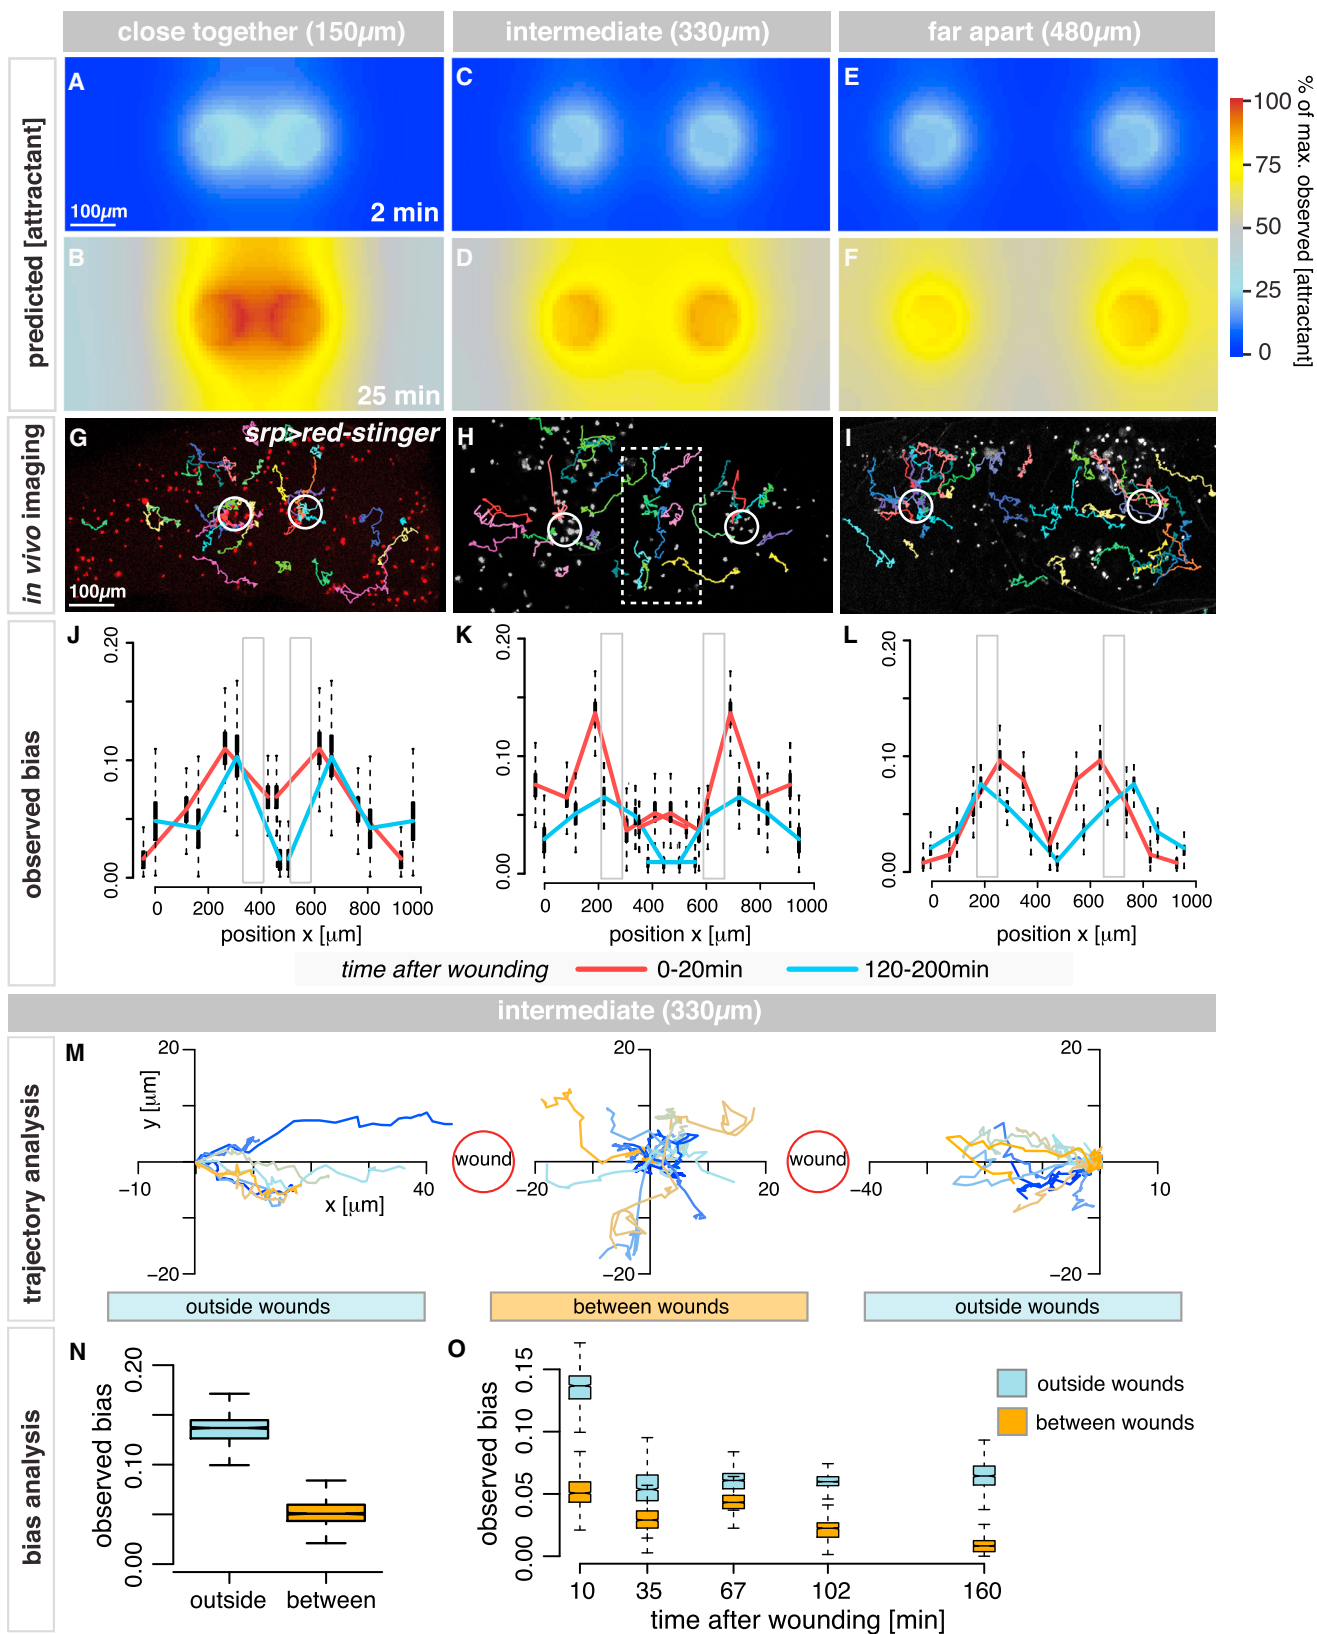 close together (150µm)
intermediate (330µm)
far apart (480µm)
predicted [attractant]
A
C
E
100µm
2 min
B
D
F
25 min
100
75
50
25
0
% of max. observed [attractant]
in vivo imaging
G
srp>red-stinger
H
I
100µm
observed bias
J
0.20
0.10
0.00
0 200 400 600 800 1000
position x [µm]
K
0.20
0.10
0.00
0 200 400 600 800 1000
position x [µm]
L
0.20
0.10
0.00
0 200 400 600 800 1000
position x [µm]
time after wounding
0-20min
120-200min
intermediate (330µm)
trajectory analysis
M
20
y [µm]
−10
40
x [µm]
−20
wound
20
−20
20
−20
wound
20
−40
10
−20
outside wounds
between wounds
outside wounds
bias analysis
N
observed bias
0.20
0.10
0.00
outside
between
O
observed bias
0.15
0.10
0.05
0.00
10 35 67 102 160
time after wounding [min]
outside wounds
between wounds